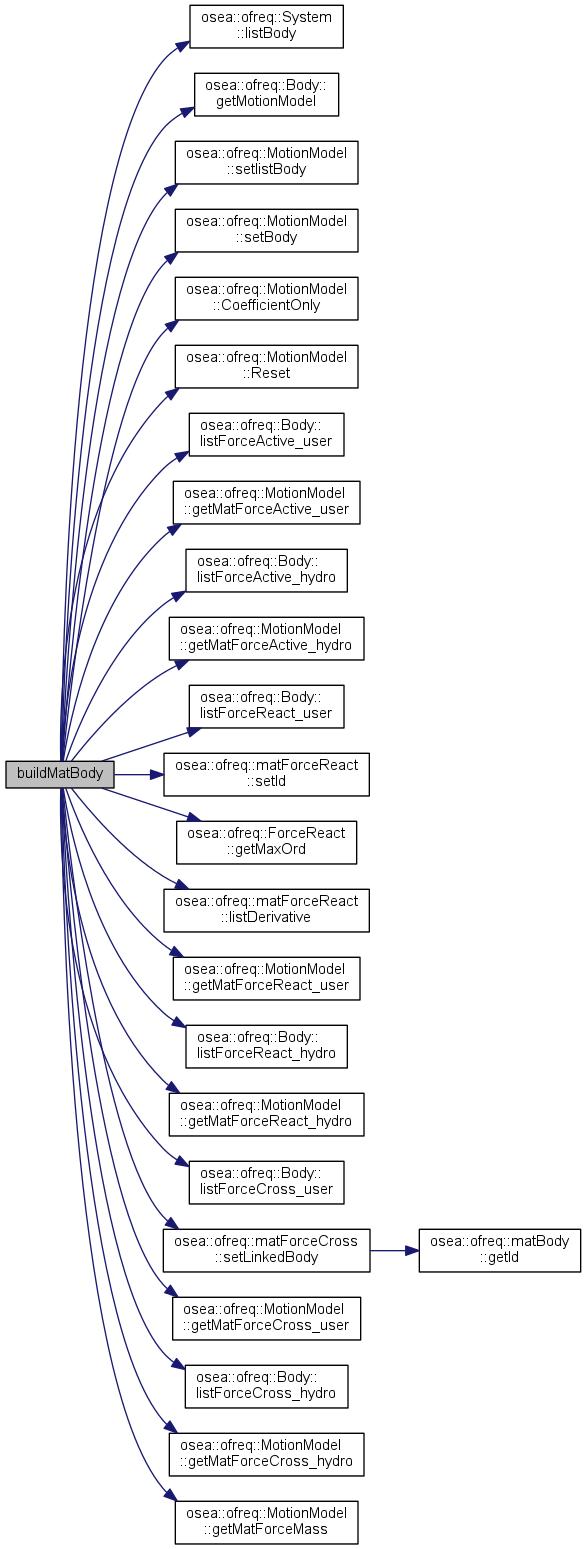 osea::ofreq::System
::listBody
osea::ofreq::Body::
getMotionModel
osea::ofreq::MotionModel
::setlistBody
osea::ofreq::MotionModel
::setBody
osea::ofreq::MotionModel
::CoefficientOnly
osea::ofreq::MotionModel
::Reset
osea::ofreq::Body::
listForceActive_user
osea::ofreq::MotionModel
::getMatForceActive_user
osea::ofreq::Body::
listForceActive_hydro
osea::ofreq::MotionModel
::getMatForceActive_hydro
osea::ofreq::Body::
listForceReact_user
buildMatBody
osea::ofreq::matForceReact
::setId
osea::ofreq::ForceReact
::getMaxOrd
osea::ofreq::matForceReact
::listDerivative
osea::ofreq::MotionModel
::getMatForceReact_user
osea::ofreq::Body::
listForceReact_hydro
osea::ofreq::MotionModel
::getMatForceReact_hydro
osea::ofreq::Body::
listForceCross_user
osea::ofreq::matForceCross
::setLinkedBody
osea::ofreq::matBody
::getId
osea::ofreq::MotionModel
::getMatForceCross_user
osea::ofreq::Body::
listForceCross_hydro
osea::ofreq::MotionModel
::getMatForceCross_hydro
osea::ofreq::MotionModel
::getMatForceMass